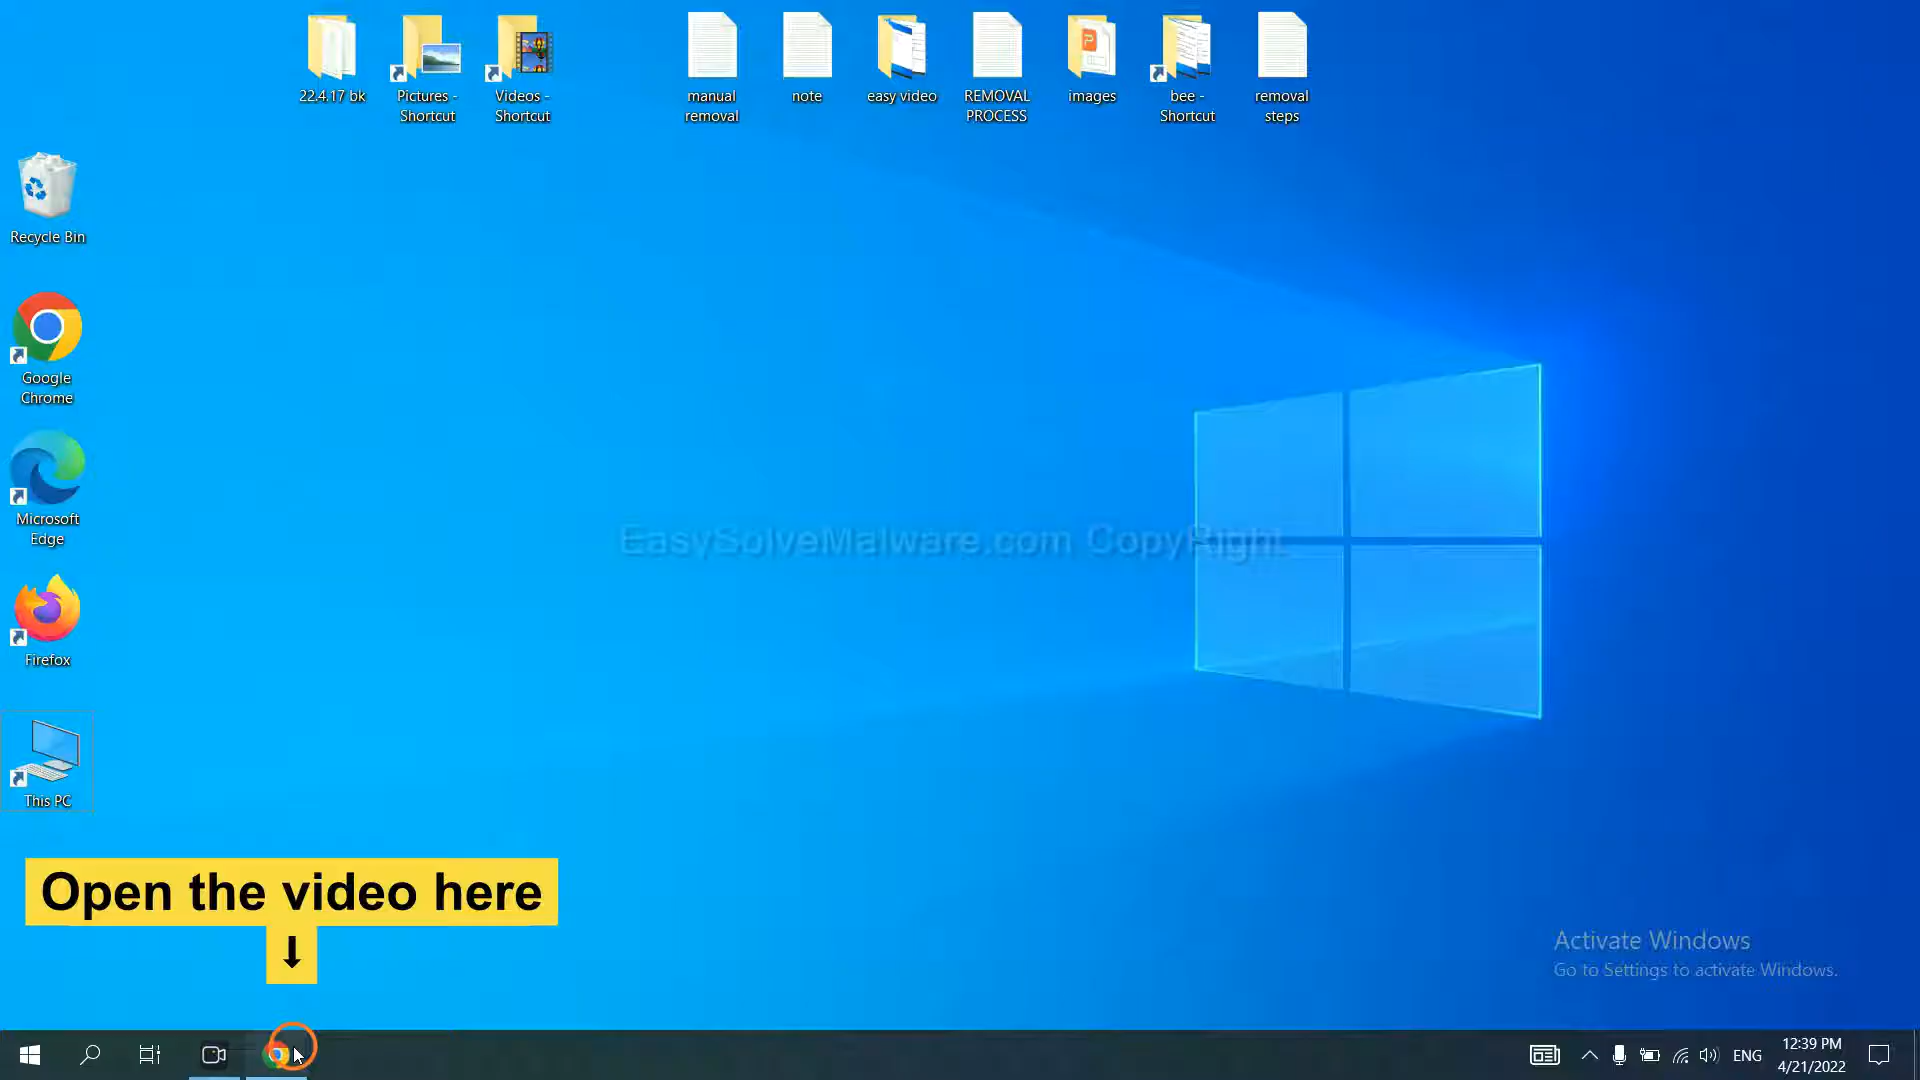 22.4.17 bk
Pictures -
Shortcut
Videos -
Shortcut
manual
removal
note
easy video
REMOVAL
PROCESS
images
bee -
Shortcut
removal
steps
Recycle Bin
Google
Chrome
Microsoft
Edge
EasySolveMalware.com CopyRight
Firefox
This PC
Open the video here
Activate Windows
Go to Settings to activate Windows.
ENG
12:39 PM
4/21/2022